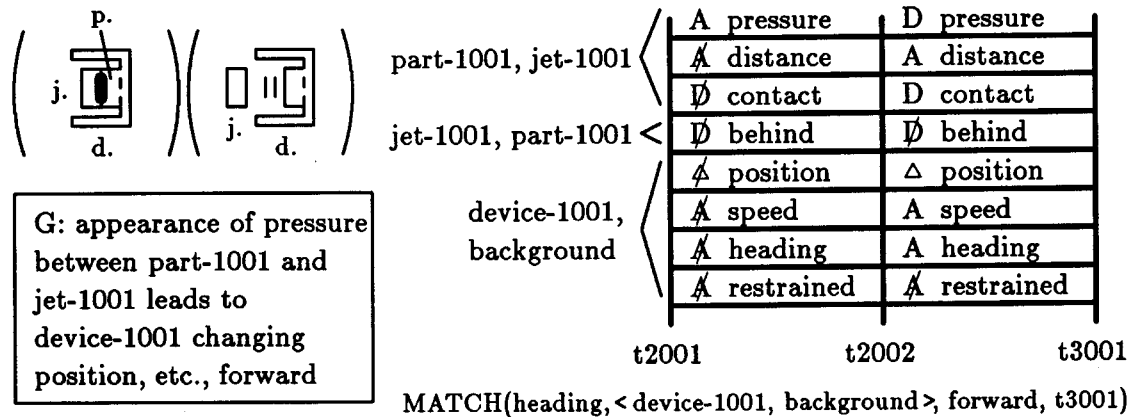 p.
j.
d.
j.
d.
G: appearance of pressure
between part-1001 and
jet-1001 leads to
device-1001 changing
position, etc., forward
part-1001, jet-1001
jet-1001, part-1001
device-1001,
background
A pressure D pressure
A̸ distance A distance
D̸ contact D contact
D̸ behind D̸ behind
△̸ position △ position
A̸ speed A speed
A̸ heading A heading
A̸ restrained A̸ restrained
t2001 t2002 t3001
MATCH(heading,<device-1001, background>, forward, t3001)